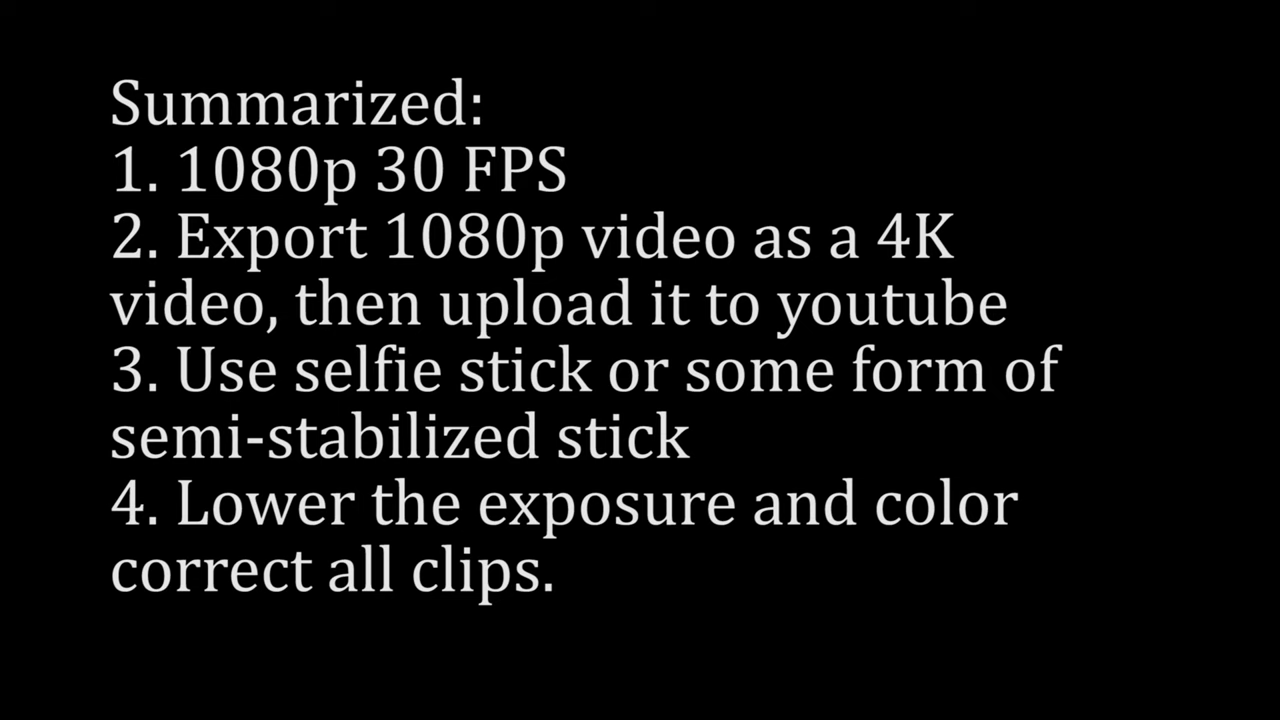 Summarized:
1. 1080p 30 FPS
2. Export 1080p video as a 4K
video, then upload it to youtube
3. Use selfie stick or some form of
semi-stabilized stick
4. Lower the exposure and color
correct all clips.